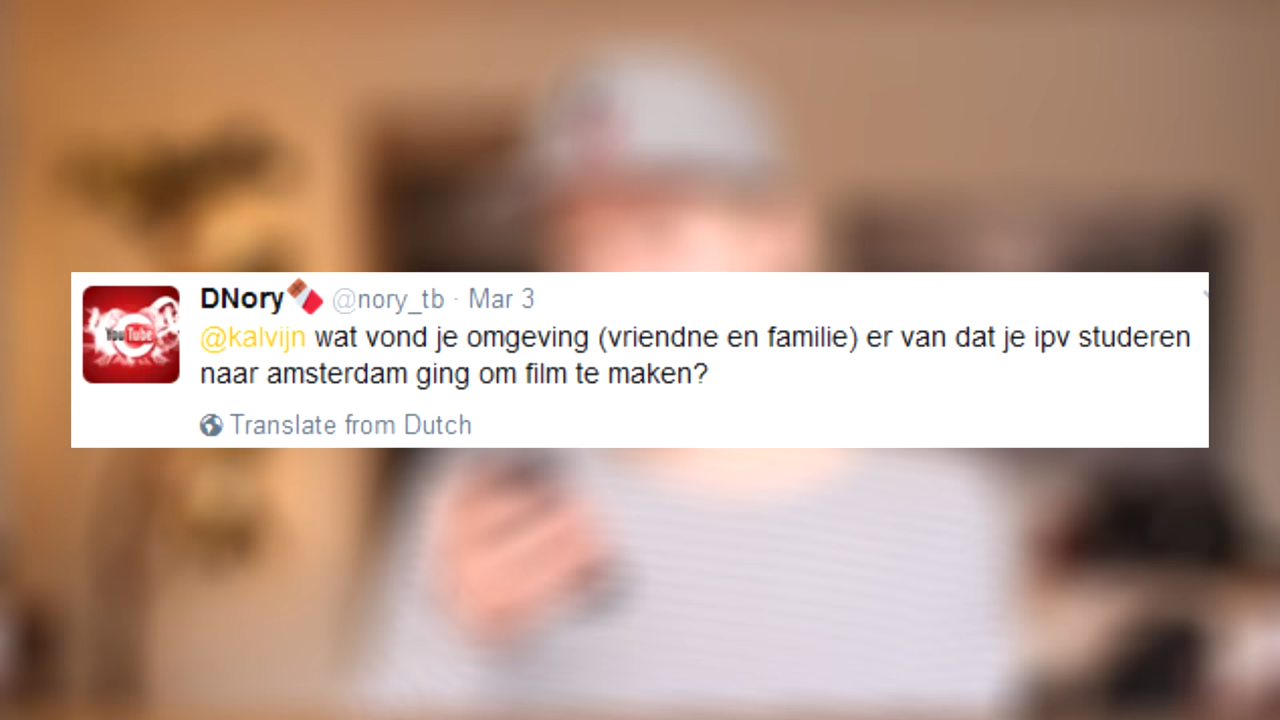 DNory🍫 @nory_tb · Mar 3
@kalvijn wat vond je omgeving (vriendne en familie) er van dat je ipv studeren
naar amsterdam ging om film te maken?
YouTube
Translate from Dutch